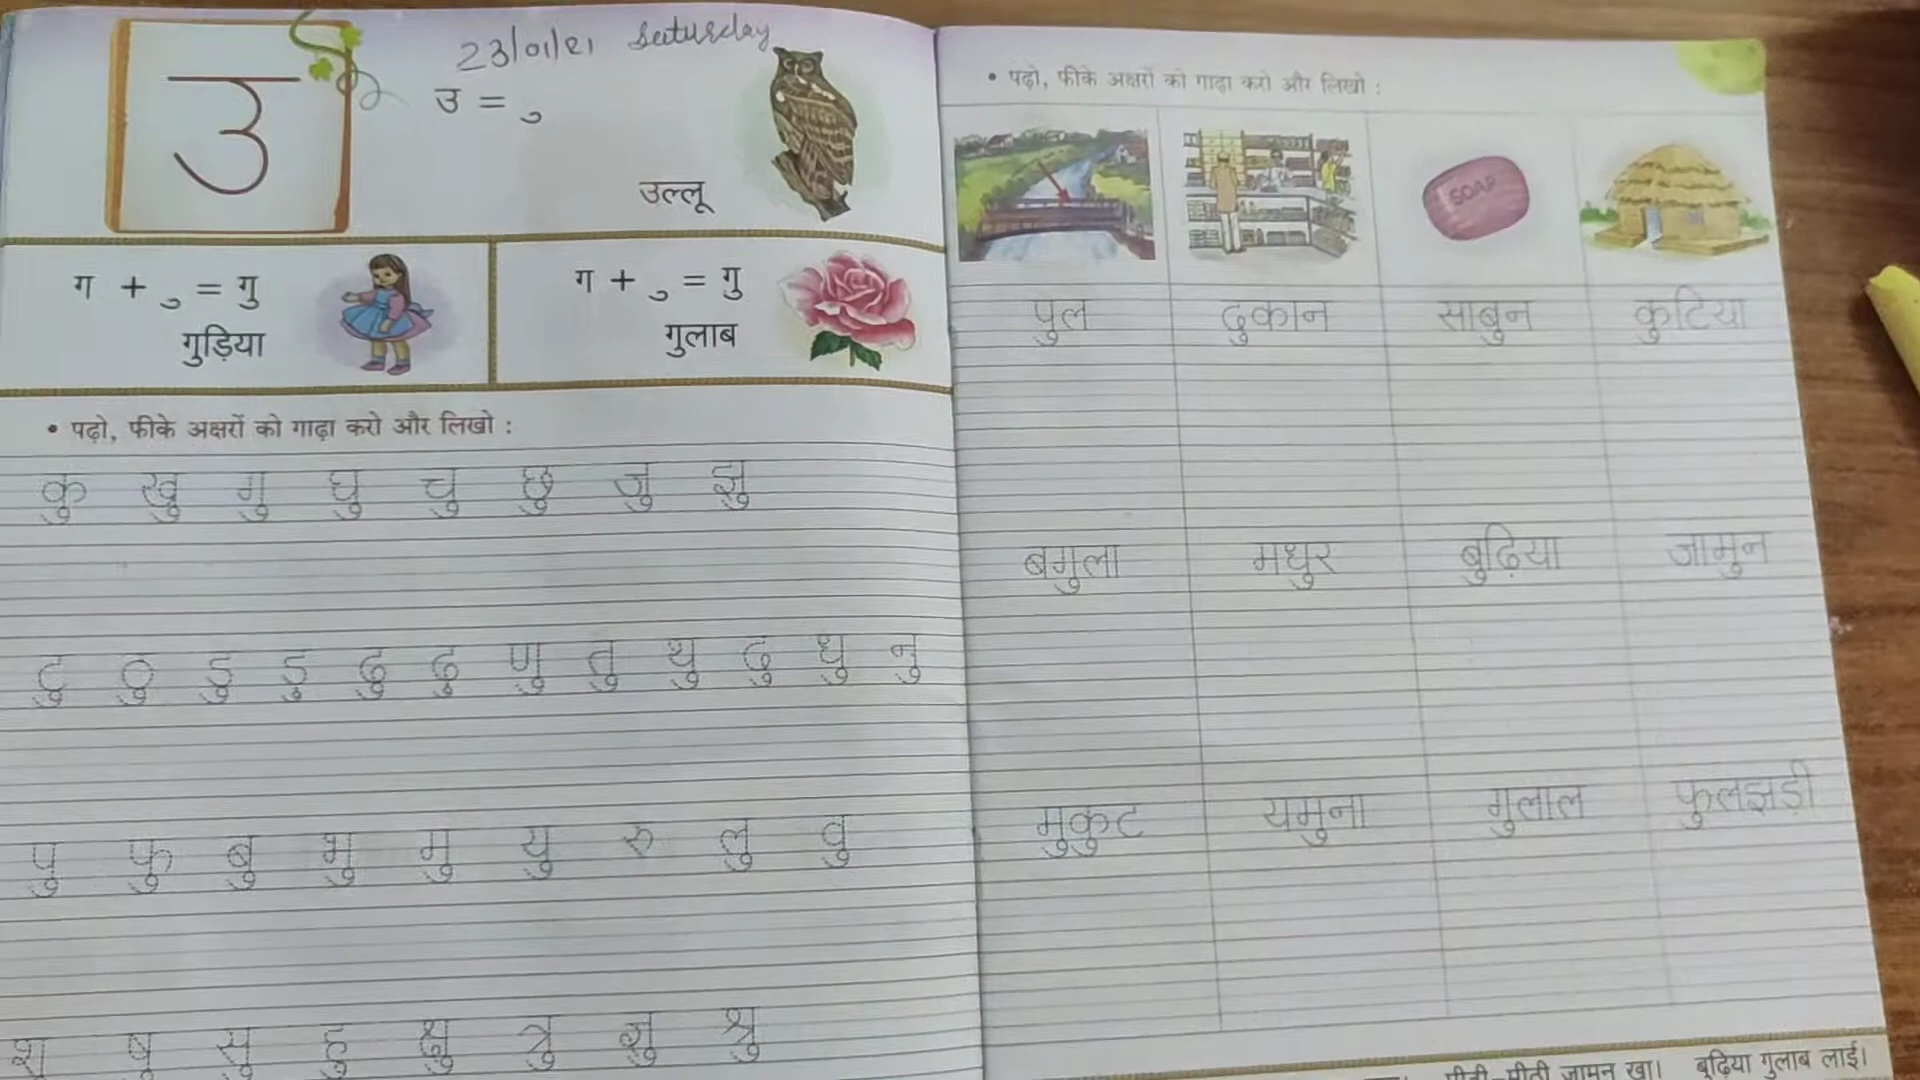 उ
23/01/21 Saturday
उ = ु
उल्लू
ग + ु = गु
गुड़िया
ग + ु = गु
गुलाब
• पढ़ो, फीके अक्षरों को गाढ़ा करो और लिखो :
कु खु गु घु चु छु जु झु
टु ठु डु ड़ु ढु ढ़ु णु तु थु दु धु नु
पु फु बु भु मु यु रु लु वु
शु षु सु हु क्षु त्रु ज्ञु श्रु
• पढ़ो, फीके अक्षरों को गाढ़ा करो और लिखो :
SOAP
पुल दुकान साबुन कुटिया
बगुला मधुर बुढ़िया जामुन
मुकुट यमुना गुलाल फुलझड़ी
मीठी-मीठी जामुन खा। बुढ़िया गुलाब लाई।